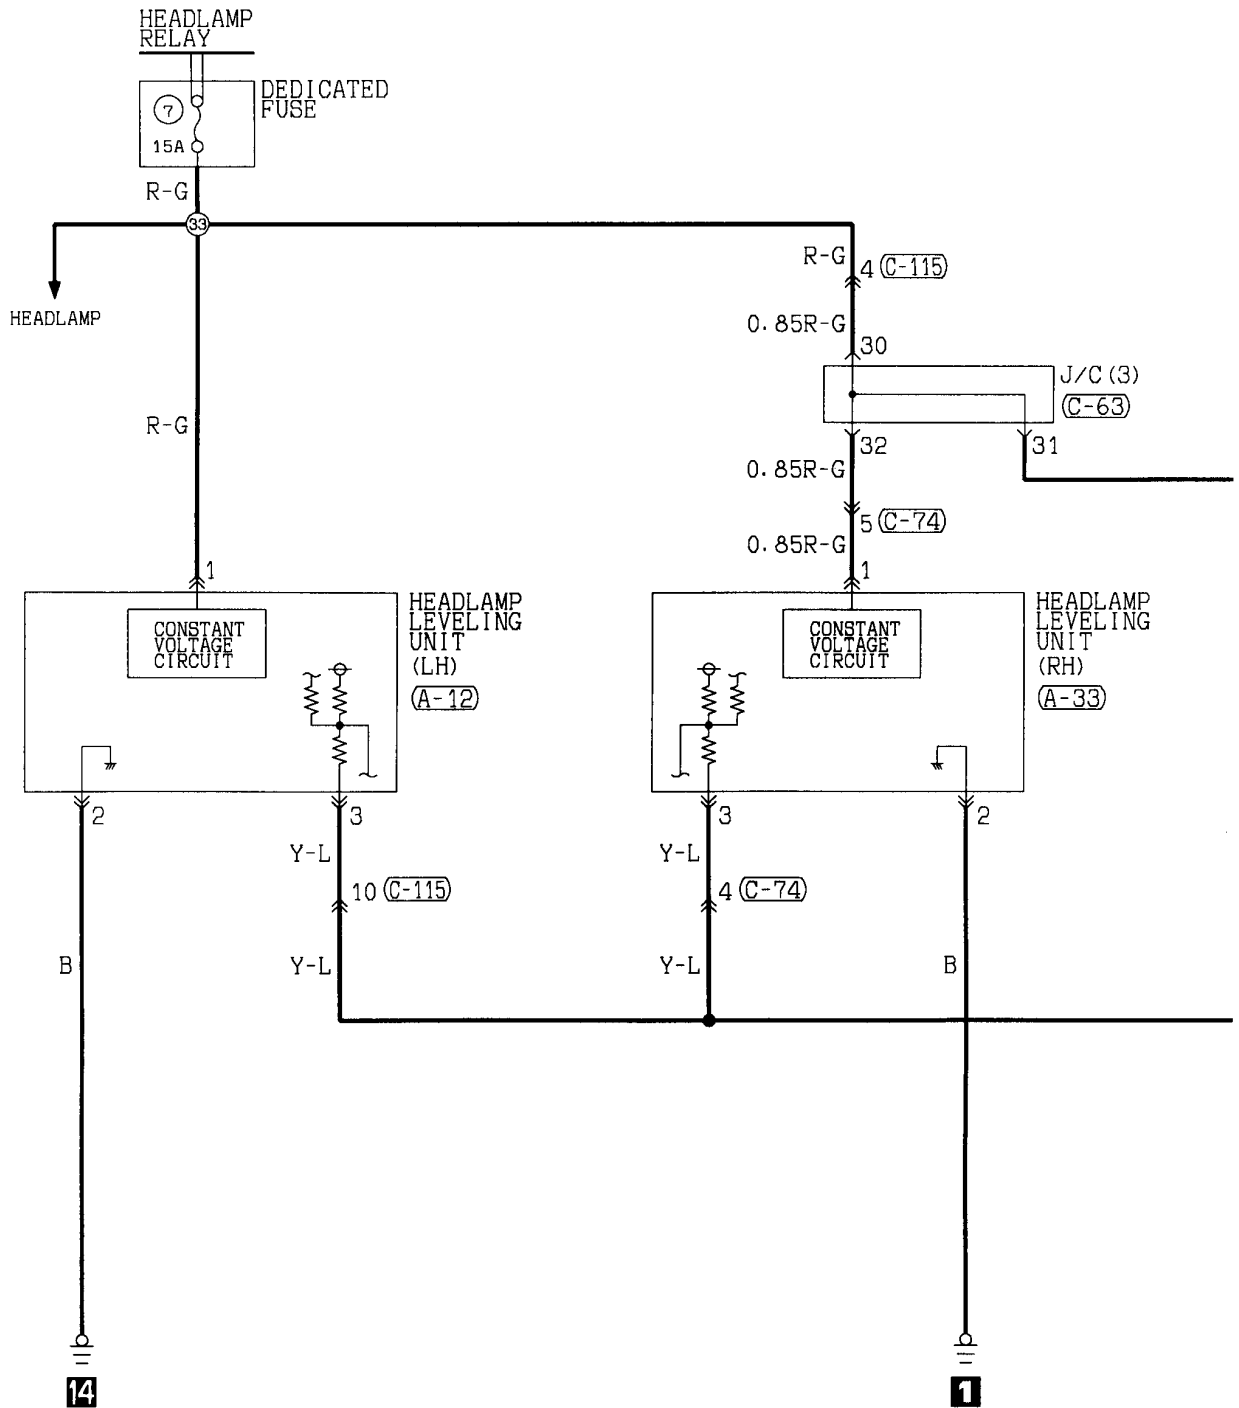 HEADLAMP
RELAY
DEDICATED
FUSE
7
15A
R-G
33
R-G
4 C-115
HEADLAMP
0.85R-G
30
J/C (3)
C-63
R-G
32
31
0.85R-G
5 C-74
0.85R-G
1
1
HEADLAMP
LEVELING
UNIT
(LH)
A-12
CONSTANT
VOLTAGE
CIRCUIT
HEADLAMP
LEVELING
UNIT
(RH)
A-33
CONSTANT
VOLTAGE
CIRCUIT
2
3
3
2
Y-L
Y-L
10 C-115
4 C-74
B
Y-L
Y-L
B
14
1